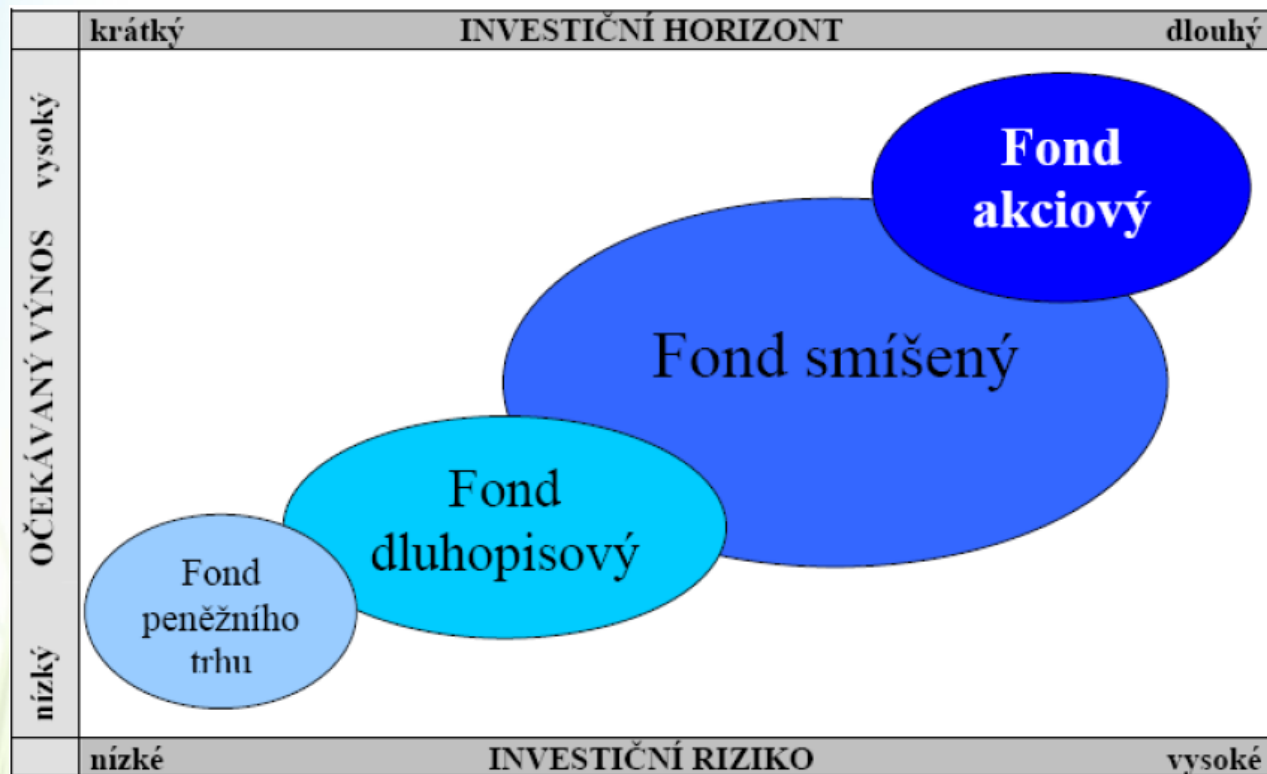 krátký INVESTIČNÍ HORIZONT dlouhý
vysoký
OČEKÁVANÝ VÝNOS
nízký
Fond
akciový
Fond smíšený
Fond
dluhopisový
Fond
peněžního
trhu
nízké INVESTIČNÍ RIZIKO vysoké